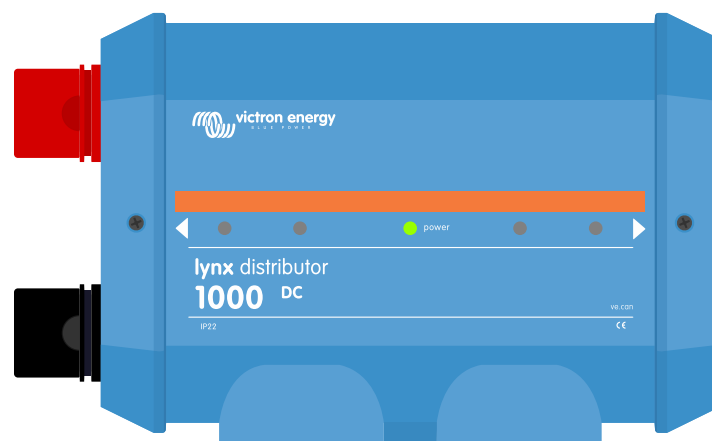 victron energy
BLUE POWER
power
lynx distributor
1000 DC
ve.can
IP22 CE